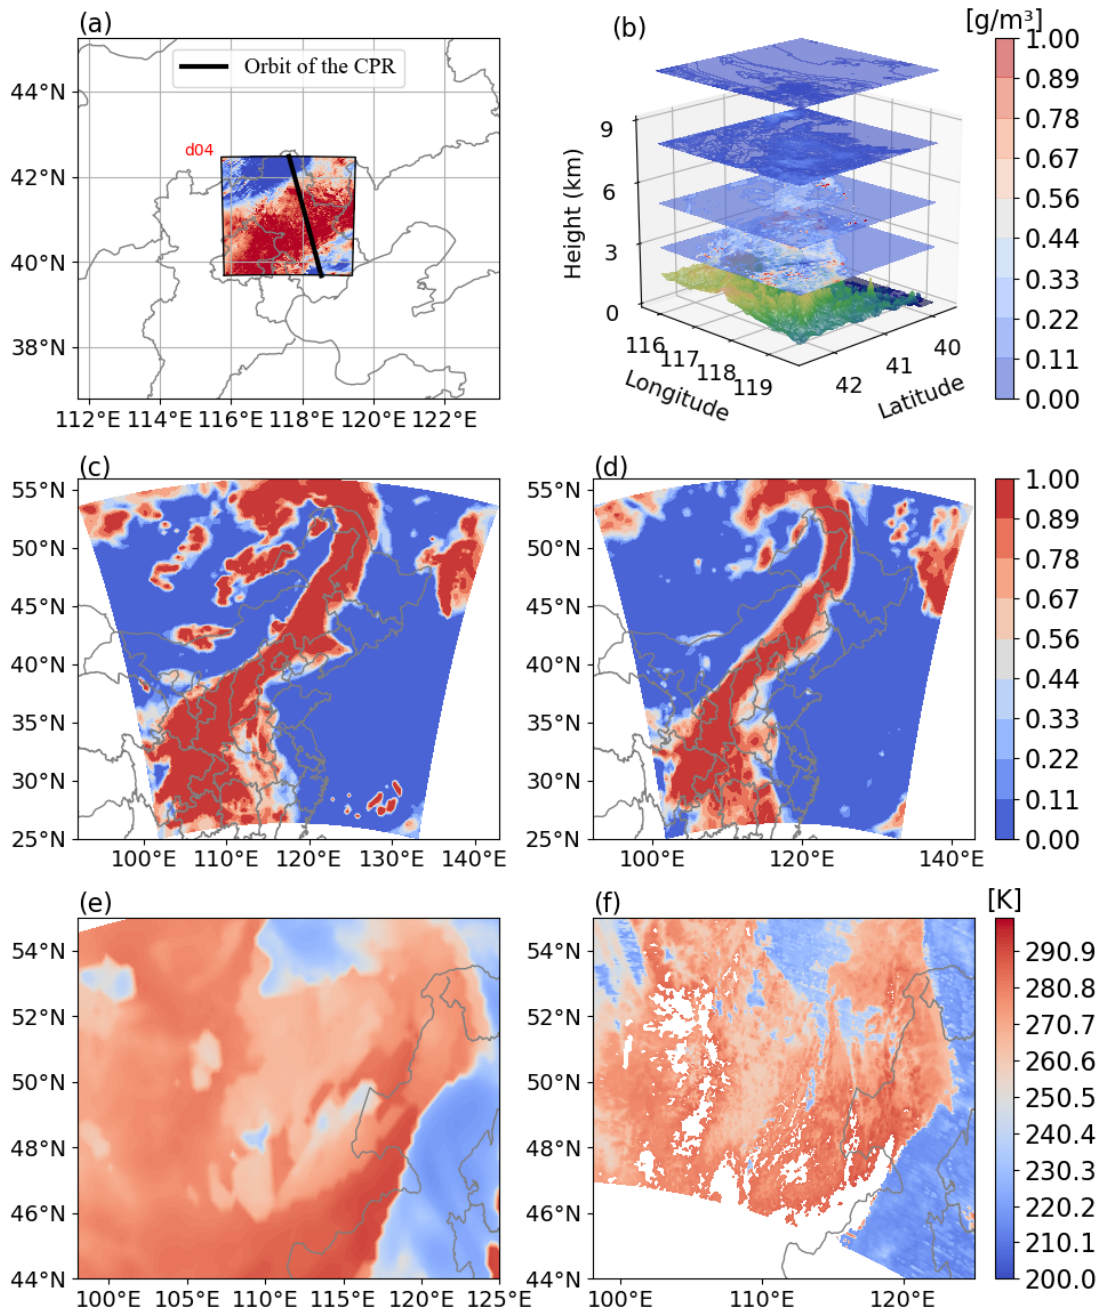 (a)
Orbit of the CPR
d04
44°N
42°N
40°N
38°N
112°E 114°E 116°E 118°E 120°E 122°E
(b)
[g/m³]
Height (km)
9
6
3
0
116 117 118 119
Longitude
42 41 40
Latitude
1.00
0.89
0.78
0.67
0.56
0.44
0.33
0.22
0.11
0.00
(c)
55°N
50°N
45°N
40°N
35°N
30°N
25°N
100°E 110°E 120°E 130°E 140°E
(d)
55°N
50°N
45°N
40°N
35°N
30°N
25°N
100°E 120°E 140°E
1.00
0.89
0.78
0.67
0.56
0.44
0.33
0.22
0.11
0.00
(e)
54°N
52°N
50°N
48°N
46°N
44°N
100°E 105°E 110°E 115°E 120°E 125°E
(f)
54°N
52°N
50°N
48°N
46°N
44°N
100°E 110°E 120°E
[K]
290.9
280.8
270.7
260.6
250.5
240.4
230.3
220.2
210.1
200.0